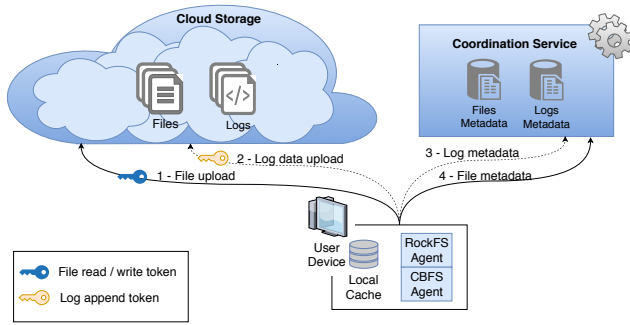 Cloud Storage
Coordination Service
</>
Files
Logs
Files
Metadata
Logs
Metadata
2 - Log data upload
1 - File upload
3 - Log metadata
4 - File metadata
User
Device
Local
Cache
RockFS
Agent
CBFS
Agent
File read / write token
Log append token